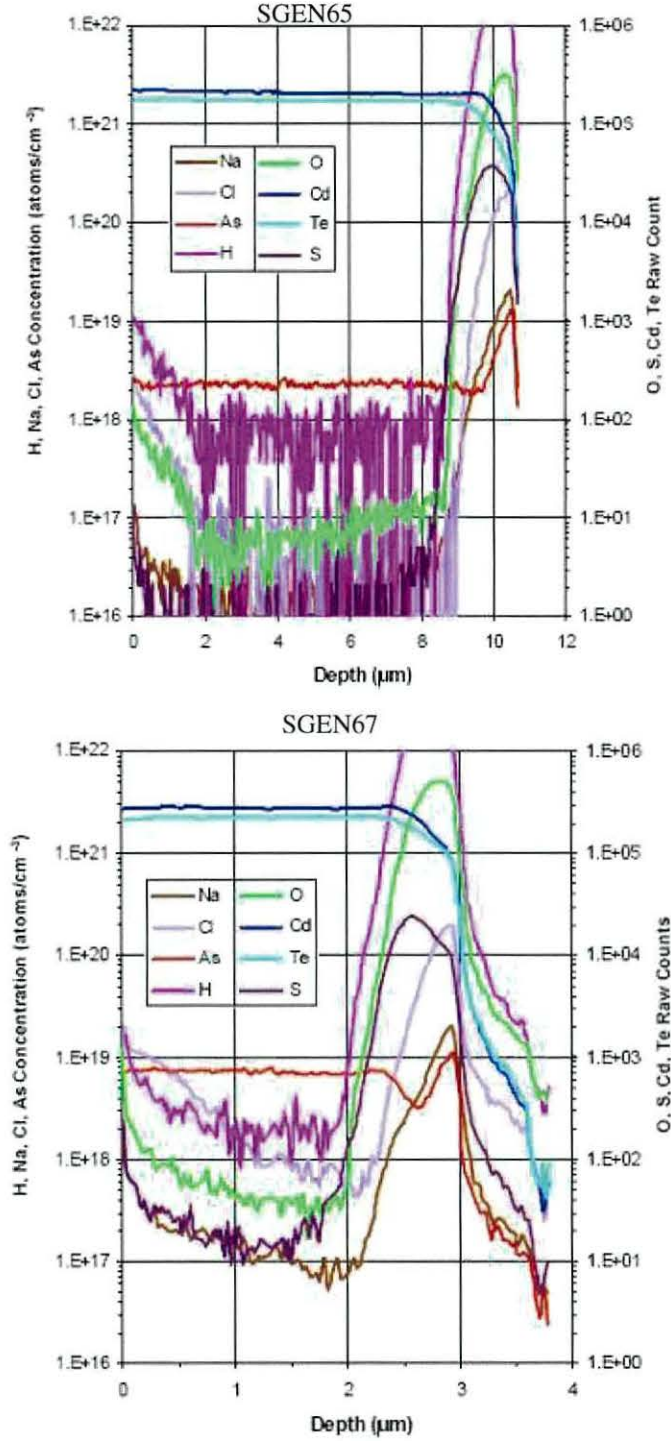 SGEN65
H, Na, Cl, As Concentration (atoms/cm⁻³)
1.E+22
1.E+21
1.E+20
1.E+19
1.E+18
1.E+17
1.E+16
Na O
Cl Cd
As Te
H S
1.E+06
1.E+05
1.E+04
1.E+03
1.E+02
1.E+01
1.E+00
O, S, Cd, Te Raw Count
0 2 4 6 8 10 12
Depth (µm)
SGEN67
H, Na, Cl, As Concentration (atoms/cm⁻³)
1.E+22
1.E+21
1.E+20
1.E+19
1.E+18
1.E+17
1.E+16
Na O
Cl Cd
As Te
H S
1.E+06
1.E+05
1.E+04
1.E+03
1.E+02
1.E+01
1.E+00
O, S, Cd, Te Raw Counts
0 1 2 3 4
Depth (µm)